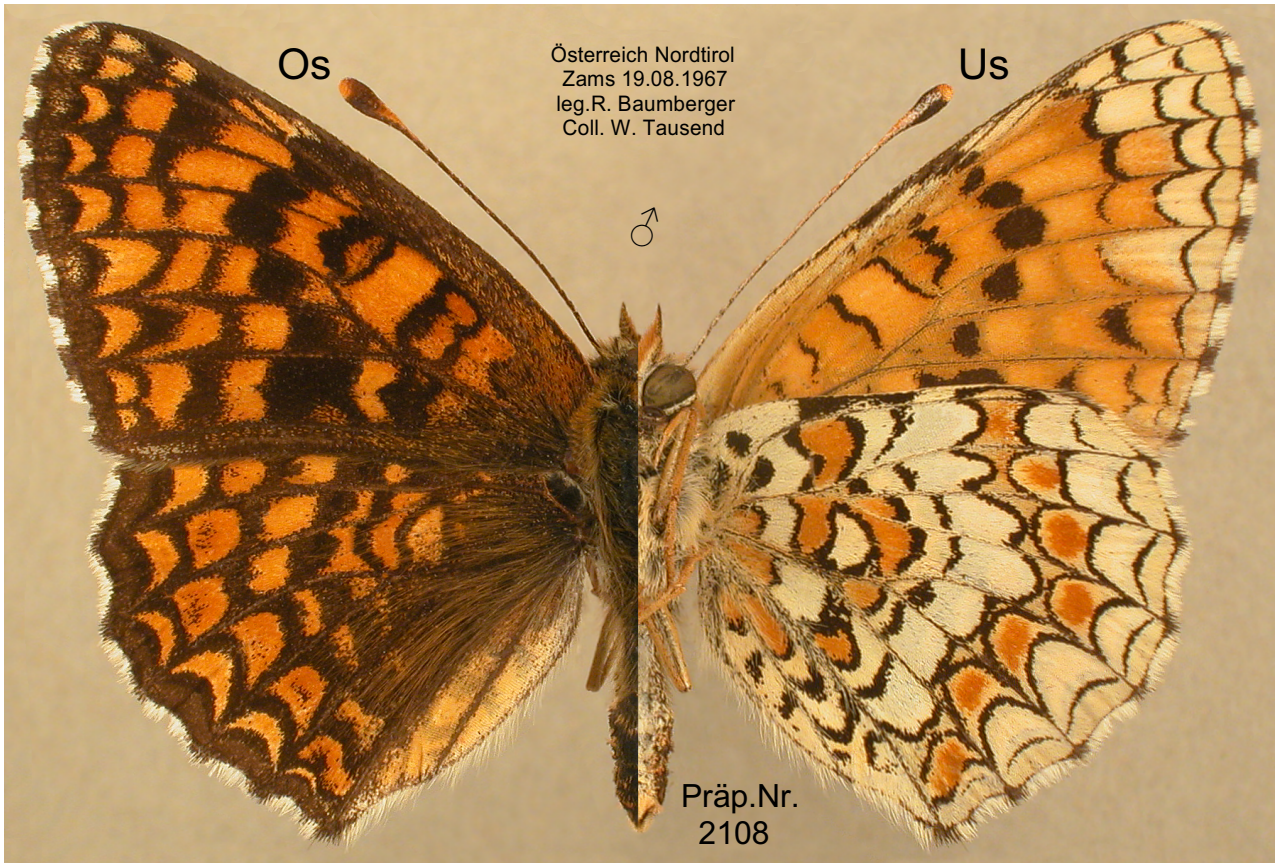 Os
Österreich Nordtirol
Zams 19.08.1967
leg.R. Baumberger
Coll. W. Tausend
Us
♂
Präp.Nr.
2108